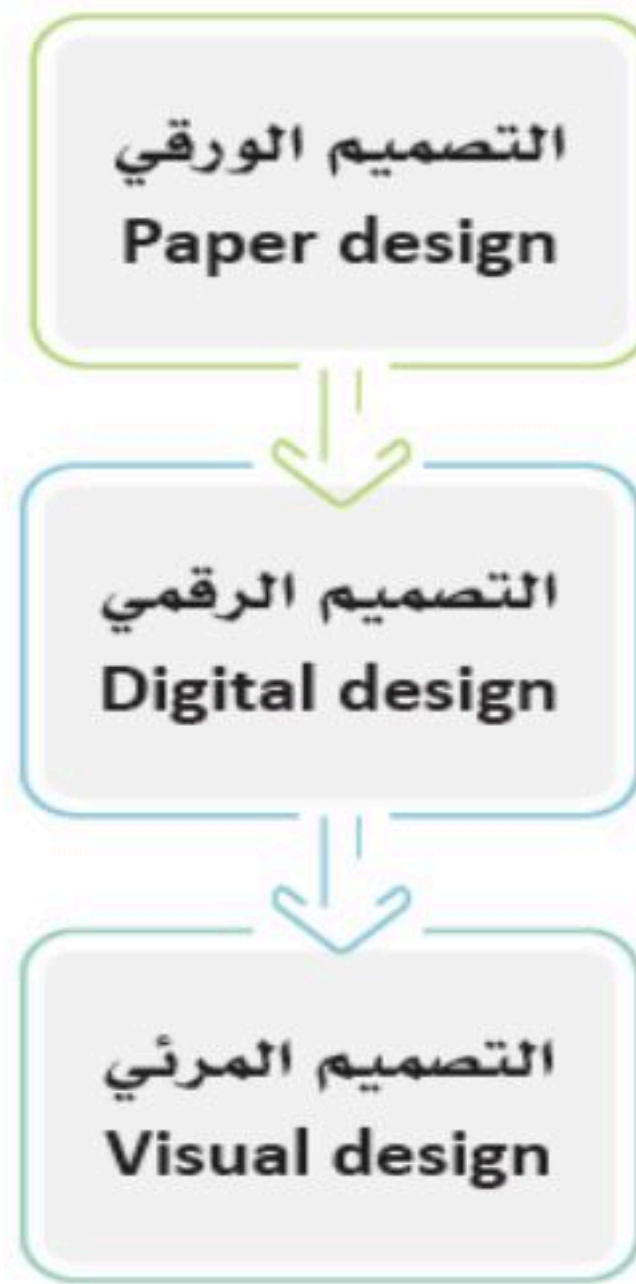 التصميم الورقي
Paper design
التصميم الرقمي
Digital design
التصميم المرئي
Visual design